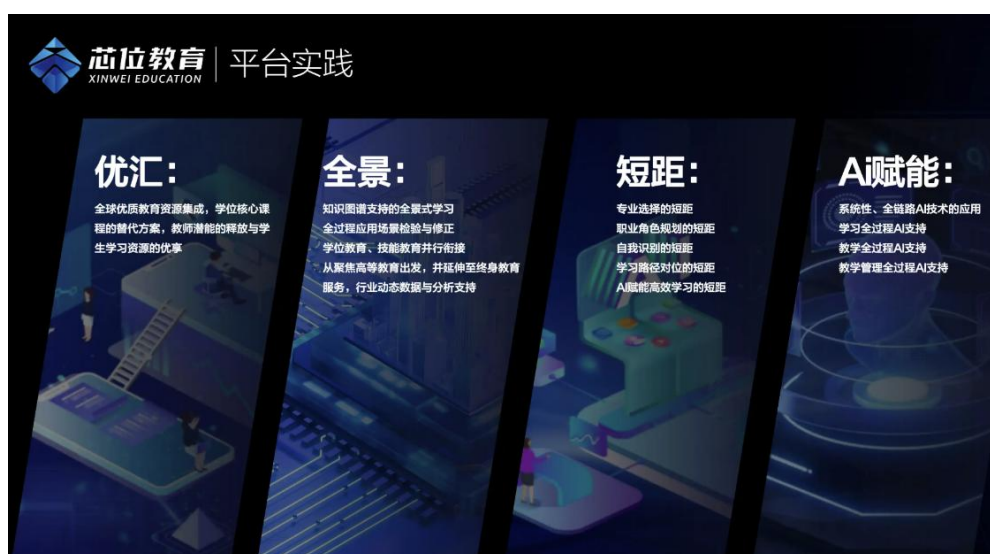 芯位教育
XINWEI EDUCATION
平台实践
优汇：
全球优质教育资源集成，学位核心课
程的替代方案，教师潜能的释放与学
生学习资源的优享
全景：
知识图谱支持的全景式学习
全过程应用场景检验与修正
学位教育、技能教育并行衔接
从聚焦高等教育出发，并延伸至终身教育
服务，行业动态数据与分析支持
短距：
专业选择的短距
职业角色规划的短距
自我识别的短距
学习路径对位的短距
AI赋能高效学习的短距
Ai赋能：
系统性、全链路AI技术的应用
学习全过程AI支持
教学全过程AI支持
教学管理全过程AI支持